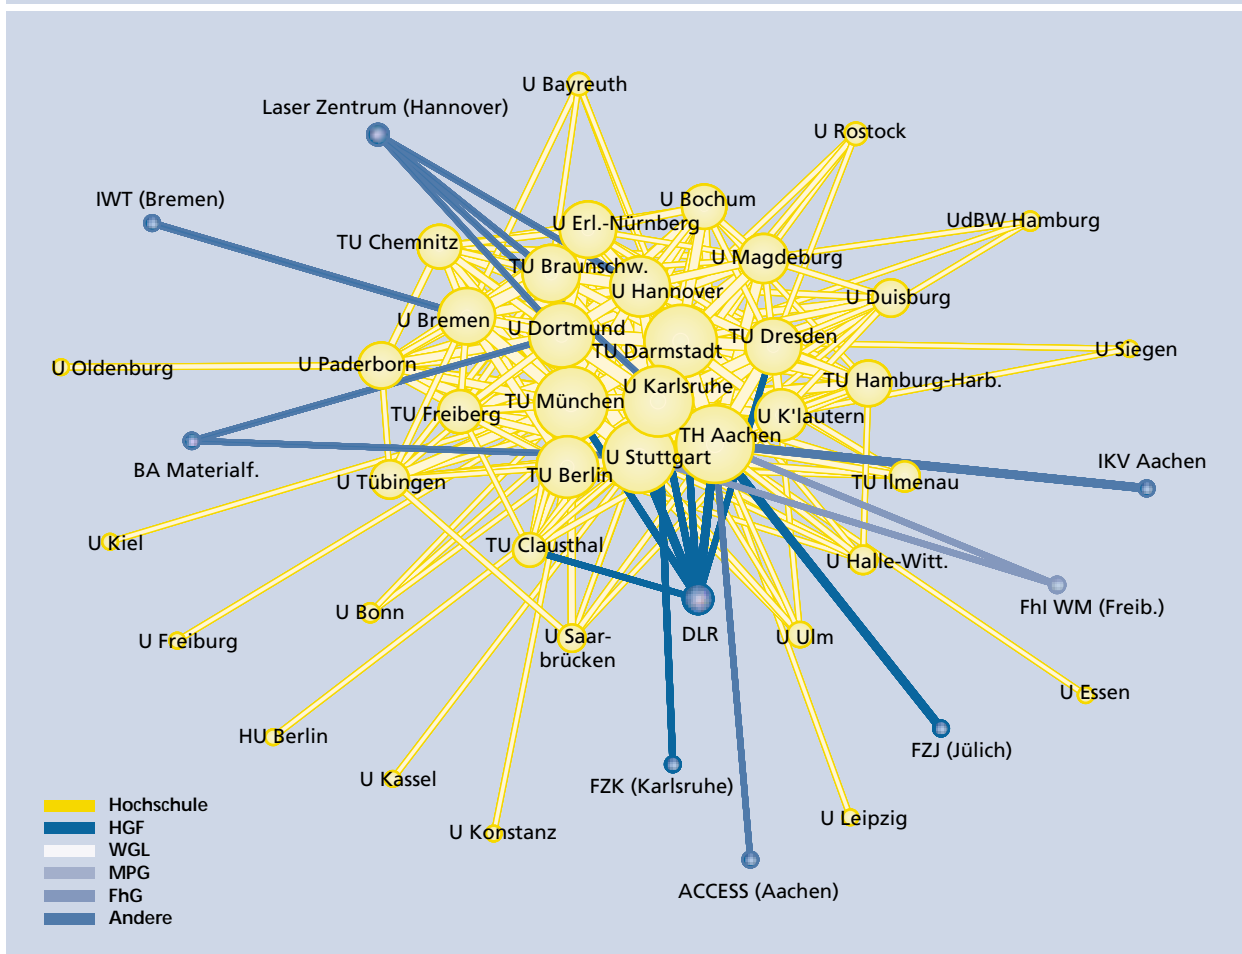 U Bayreuth
Laser Zentrum (Hannover)
U Rostock
IWT (Bremen)
U Bochum
U Erl.-Nürnberg
UdBW Hamburg
TU Chemnitz
U Magdeburg
TU Braunschw.
U Hannover
U Duisburg
U Bremen
U Dortmund
TU Dresden
TU Darmstadt
U Siegen
U Oldenburg
U Paderborn
U Karlsruhe
TU Hamburg-Harb.
TU München
TU Freiberg
U K'lautern
TH Aachen
U Stuttgart
IKV Aachen
BA Materialf.
TU Berlin
U Tübingen
TU Ilmenau
U Kiel
TU Clausthal
U Halle-Witt.
FhI WM (Freib.)
U Bonn
U Freiburg
U Saar-
brücken
DLR
U Ulm
U Essen
HU Berlin
FZJ (Jülich)
U Kassel
FZK (Karlsruhe)
U Konstanz
U Leipzig
ACCESS (Aachen)
Hochschule
HGF
WGL
MPG
FhG
Andere